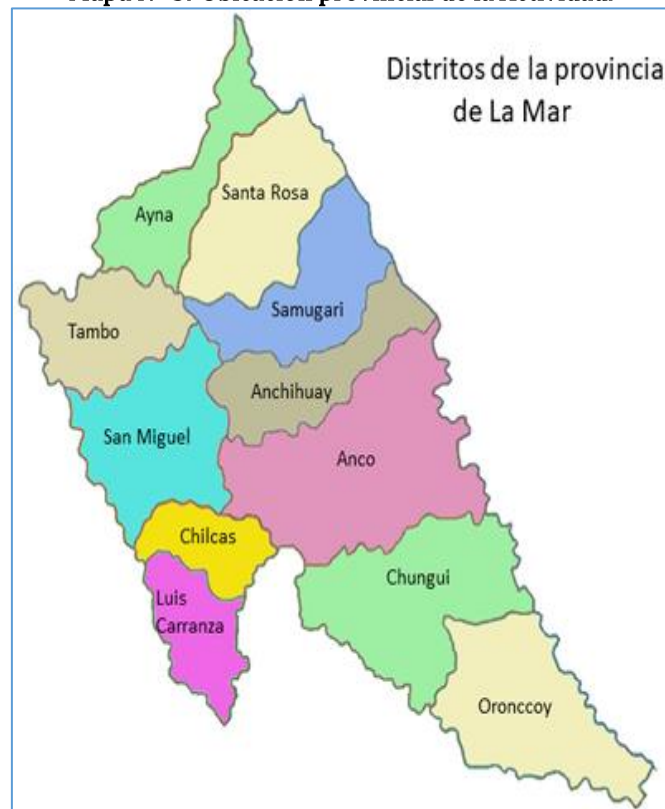 Distritos de la provincia
de La Mar
Santa Rosa
Ayna
Samugari
Tambo
Anchihuay
San Miguel
Anco
Chilcas
Chungui
Luis
Carranza
Oronccoy